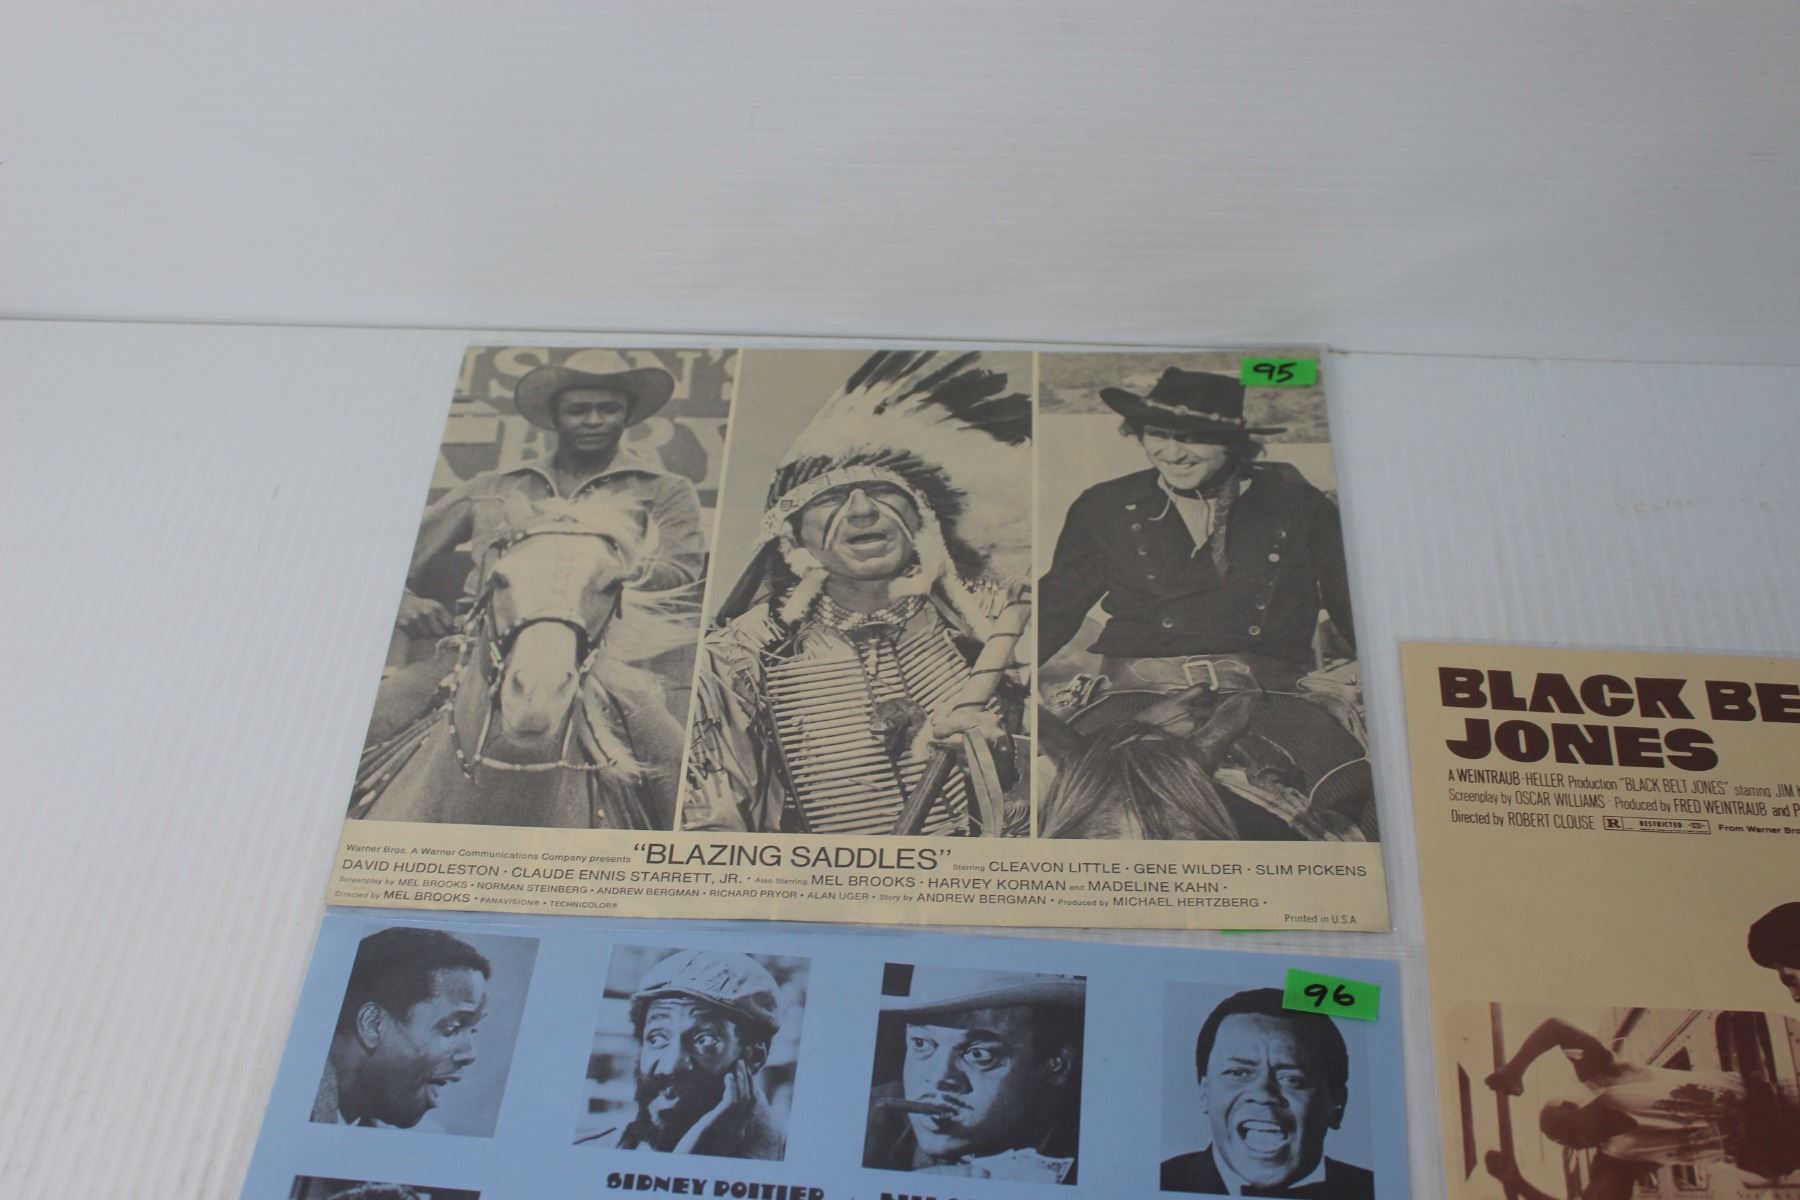 95
Warner Bros. A Warner Communications Company presents "BLAZING SADDLES" Starring CLEAVON LITTLE · GENE WILDER · SLIM PICKENS
DAVID HUDDLESTON · CLAUDE ENNIS STARRETT, JR. · Also Starring MEL BROOKS · HARVEY KORMAN and MADELINE KAHN ·
Screenplay by MEL BROOKS · NORMAN STEINBERG · ANDREW BERGMAN · RICHARD PRYOR · ALAN UGER · Story by ANDREW BERGMAN · Produced by MICHAEL HERTZBERG ·
Directed by MEL BROOKS · PANAVISION® · TECHNICOLOR®
Printed in U.S.A.
96
SIDNEY POITIER
BLACK BE
JONES
A WEINTRAUB-HELLER Production "BLACK BELT JONES" starring JIM
Screenplay by OSCAR WILLIAMS · Produced by FRED WEINTRAUB and
Directed by ROBERT CLOUSE R RESTRICTED From Warner Bro